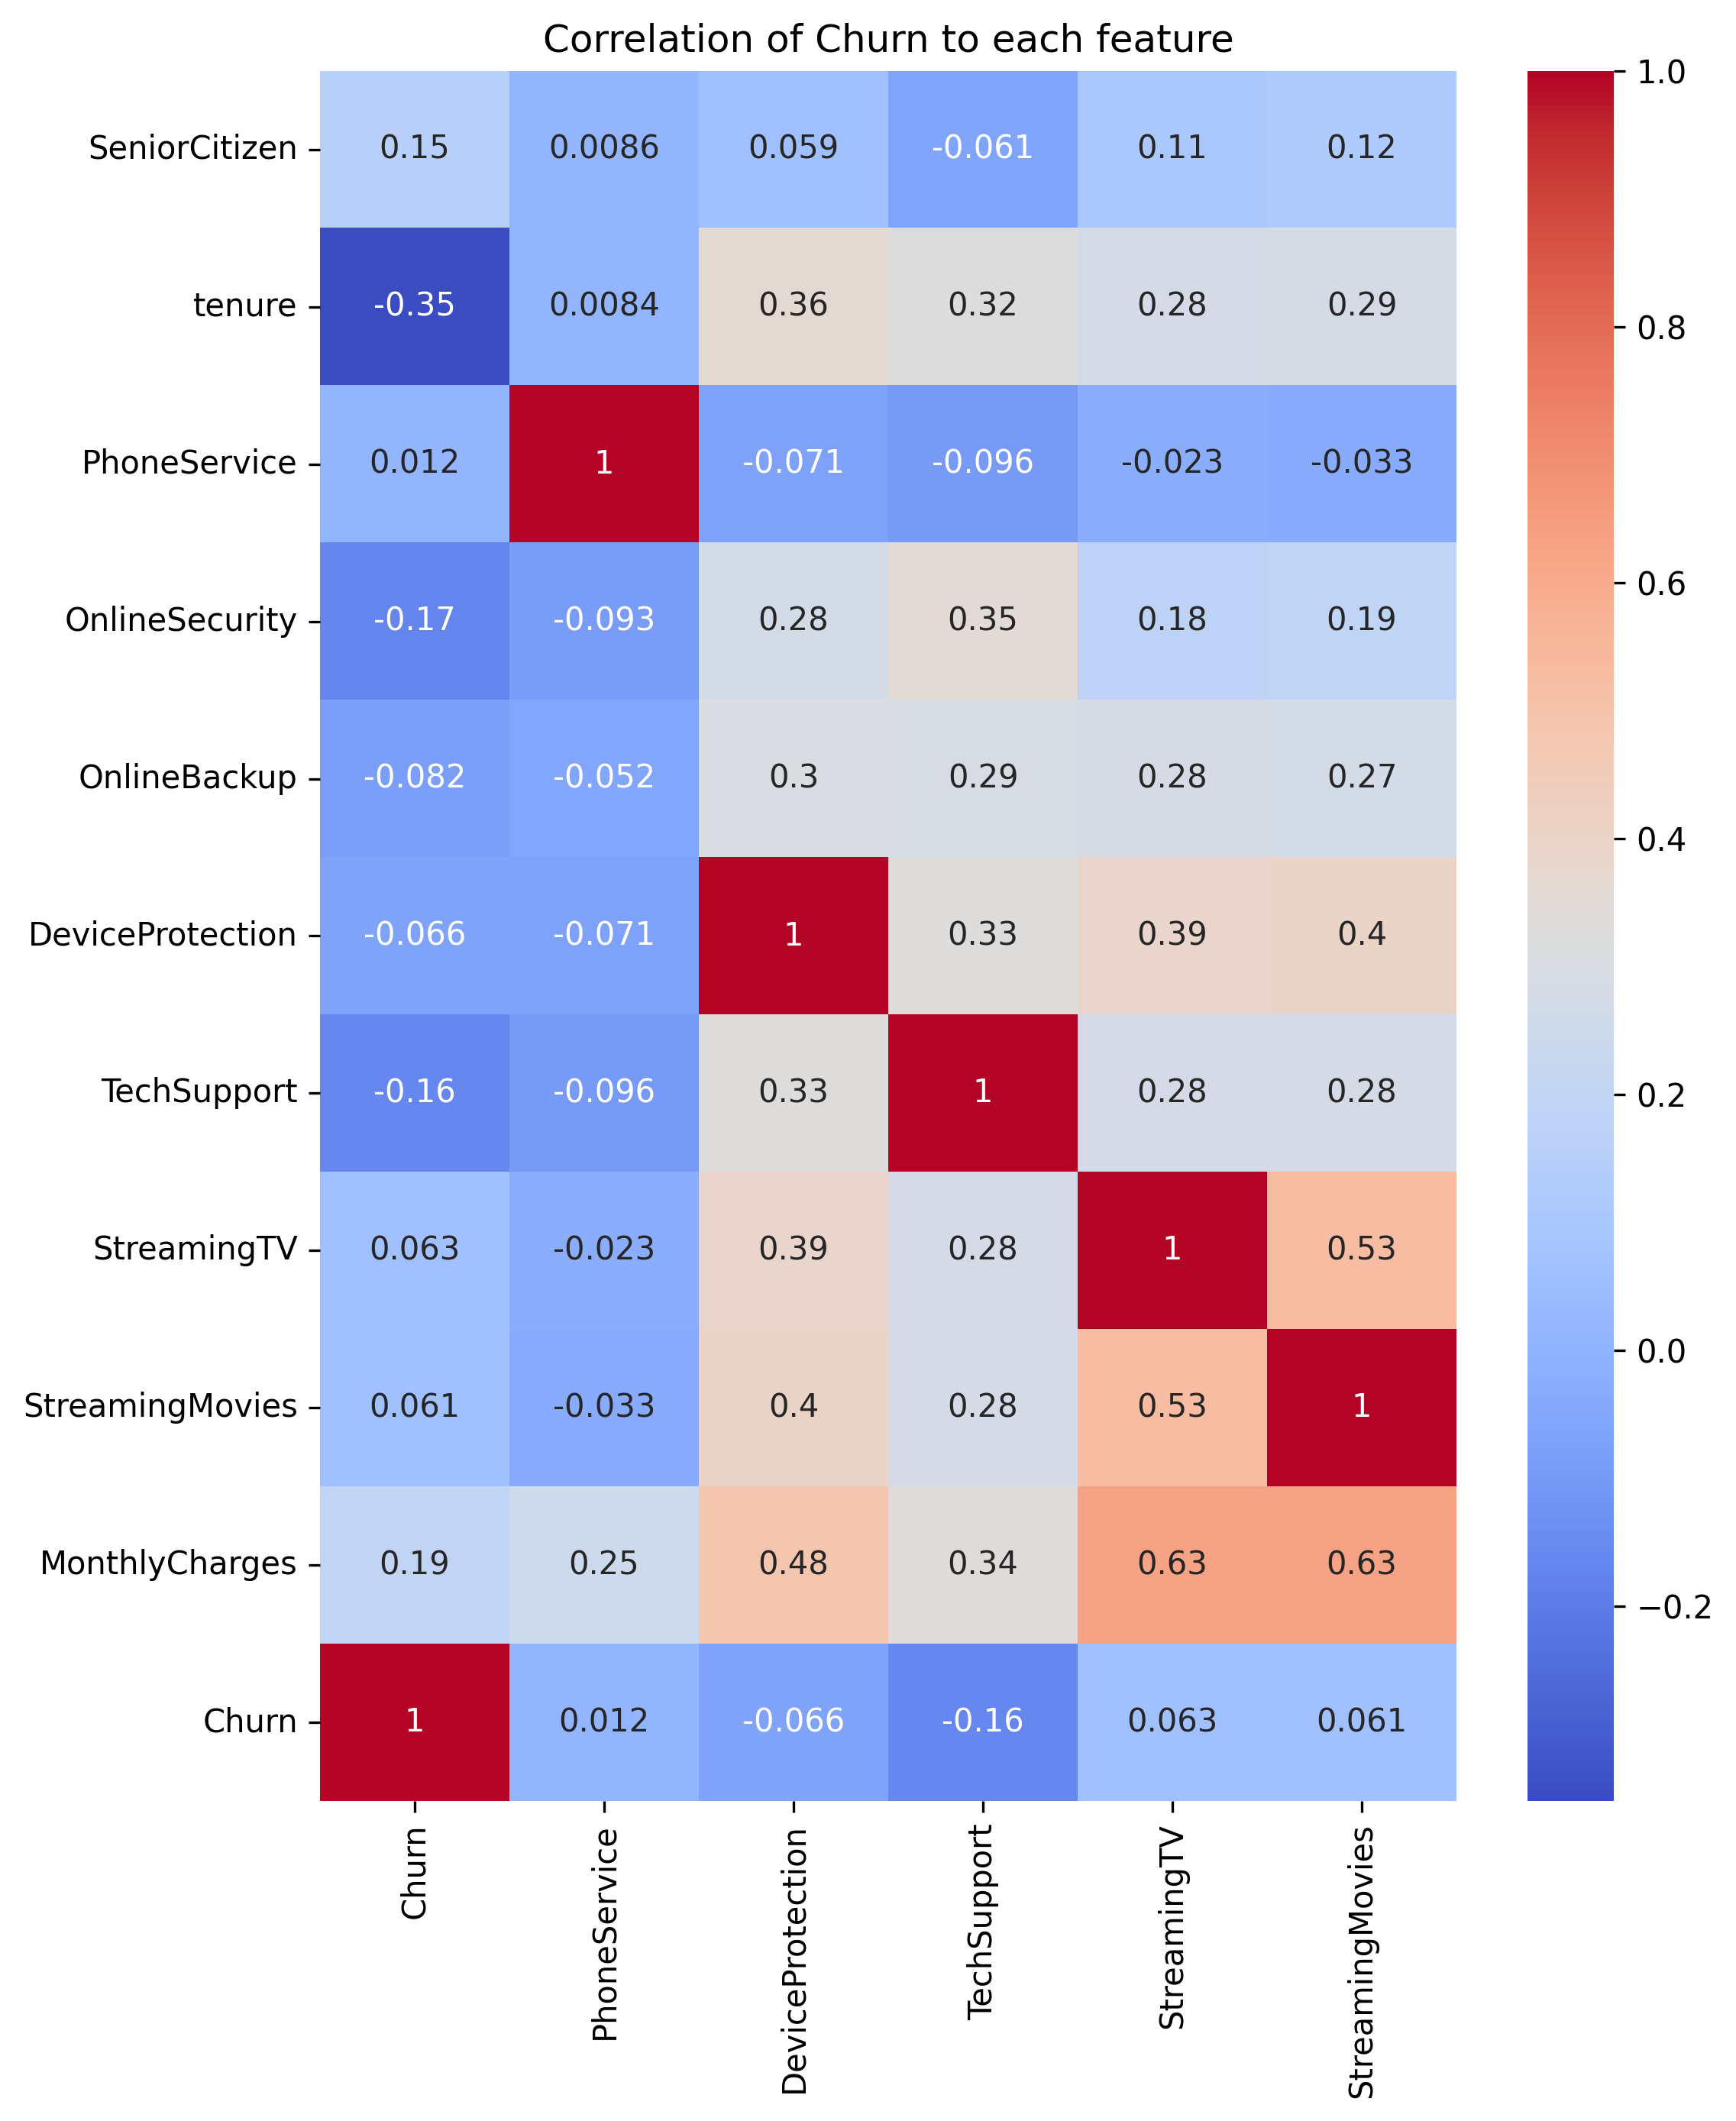 Correlation of Churn to each feature
1.0
SeniorCitizen 0.15 0.0086 0.059 -0.061 0.11 0.12
tenure -0.35 0.0084 0.36 0.32 0.28 0.29
0.8
PhoneService 0.012 1 -0.071 -0.096 -0.023 -0.033
0.6
OnlineSecurity -0.17 -0.093 0.28 0.35 0.18 0.19
OnlineBackup -0.082 -0.052 0.3 0.29 0.28 0.27
0.4
DeviceProtection -0.066 -0.071 1 0.33 0.39 0.4
TechSupport -0.16 -0.096 0.33 1 0.28 0.28
0.2
StreamingTV 0.063 -0.023 0.39 0.28 1 0.53
0.0
StreamingMovies 0.061 -0.033 0.4 0.28 0.53 1
MonthlyCharges 0.19 0.25 0.48 0.34 0.63 0.63
−0.2
Churn 1 0.012 -0.066 -0.16 0.063 0.061
Churn
PhoneService
DeviceProtection
TechSupport
StreamingTV
StreamingMovies